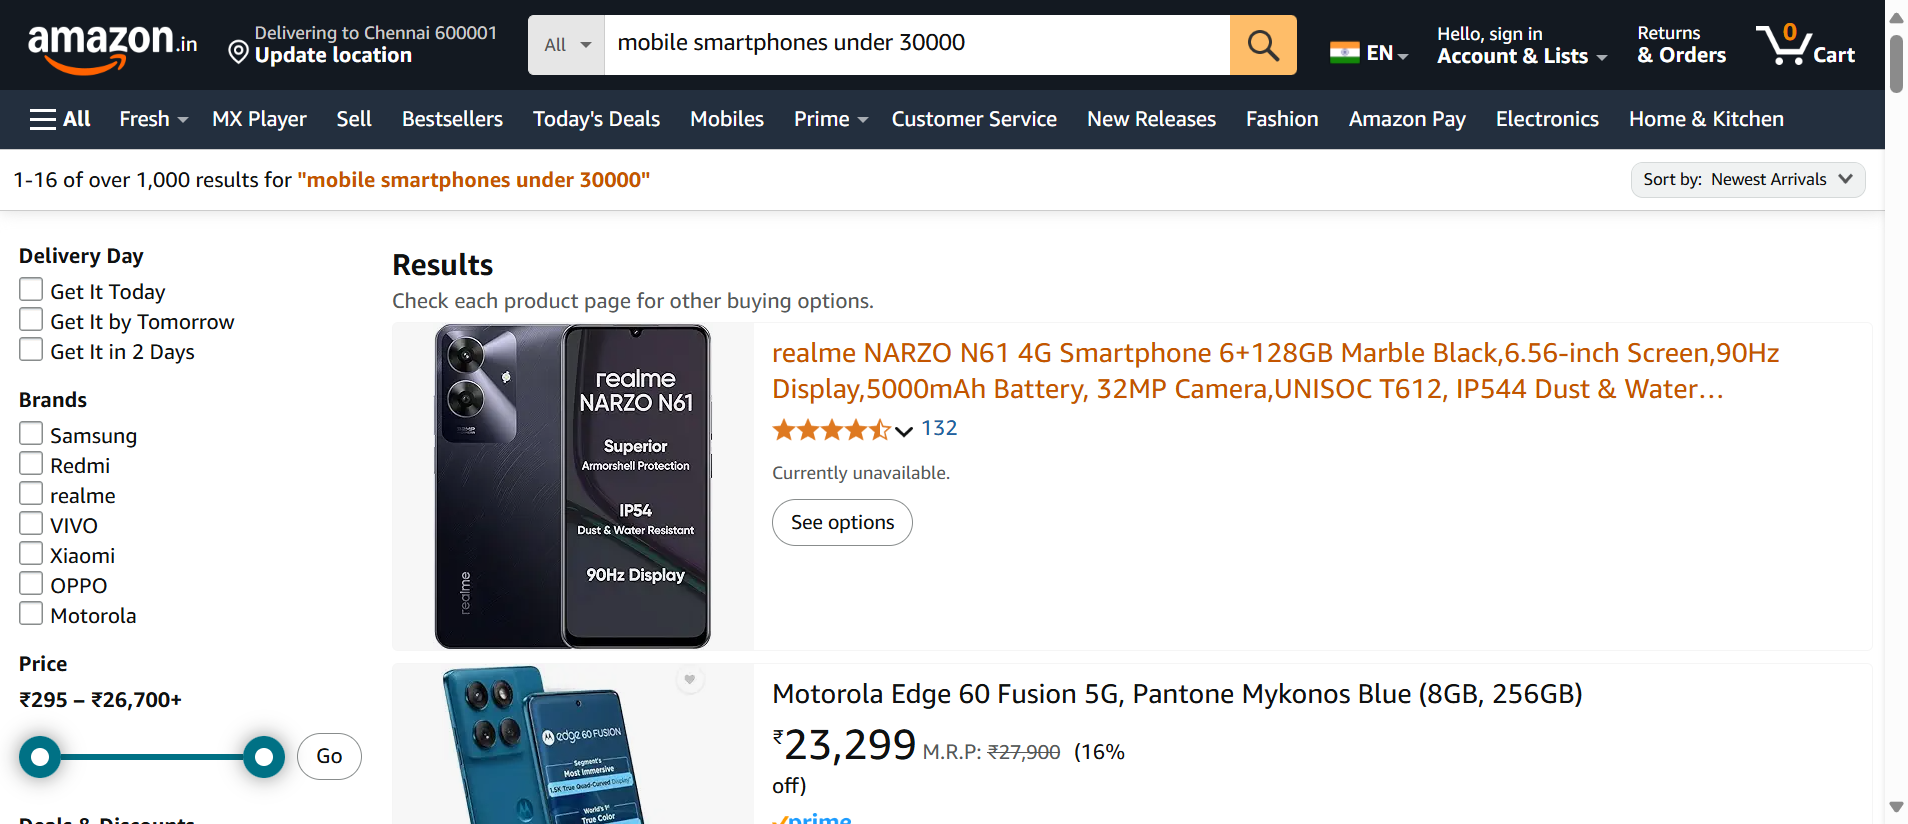 amazon.in
Delivering to Chennai 600001
Update location
All
mobile smartphones under 30000
EN
Hello, sign in
Account & Lists
Returns
& Orders
0
Cart
All
Fresh
MX Player
Sell
Bestsellers
Today's Deals
Mobiles
Prime
Customer Service
New Releases
Fashion
Amazon Pay
Electronics
Home & Kitchen
1-16 of over 1,000 results for "mobile smartphones under 30000"
Sort by: Newest Arrivals
Delivery Day
Get It Today
Get It by Tomorrow
Get It in 2 Days
Brands
Samsung
Redmi
realme
VIVO
Xiaomi
OPPO
Motorola
Price
₹295 – ₹26,700+
Go
Deals & Discounts
Results
Check each product page for other buying options.
realme
NARZO N61
Superior
Armorshell Protection
IP54
Dust & Water Resistant
90Hz Display
realme
realme NARZO N61 4G Smartphone 6+128GB Marble Black,6.56-inch Screen,90Hz
Display,5000mAh Battery, 32MP Camera,UNISOC T612, IP544 Dust & Water…
132
Currently unavailable.
See options
edge 60 FUSION
Segment's
Most Immersive
1.5K True Quad-Curved Display
World's 1st
True Color
Motorola Edge 60 Fusion 5G, Pantone Mykonos Blue (8GB, 256GB)
₹23,299 M.R.P: ₹27,900 (16%
off)
prime